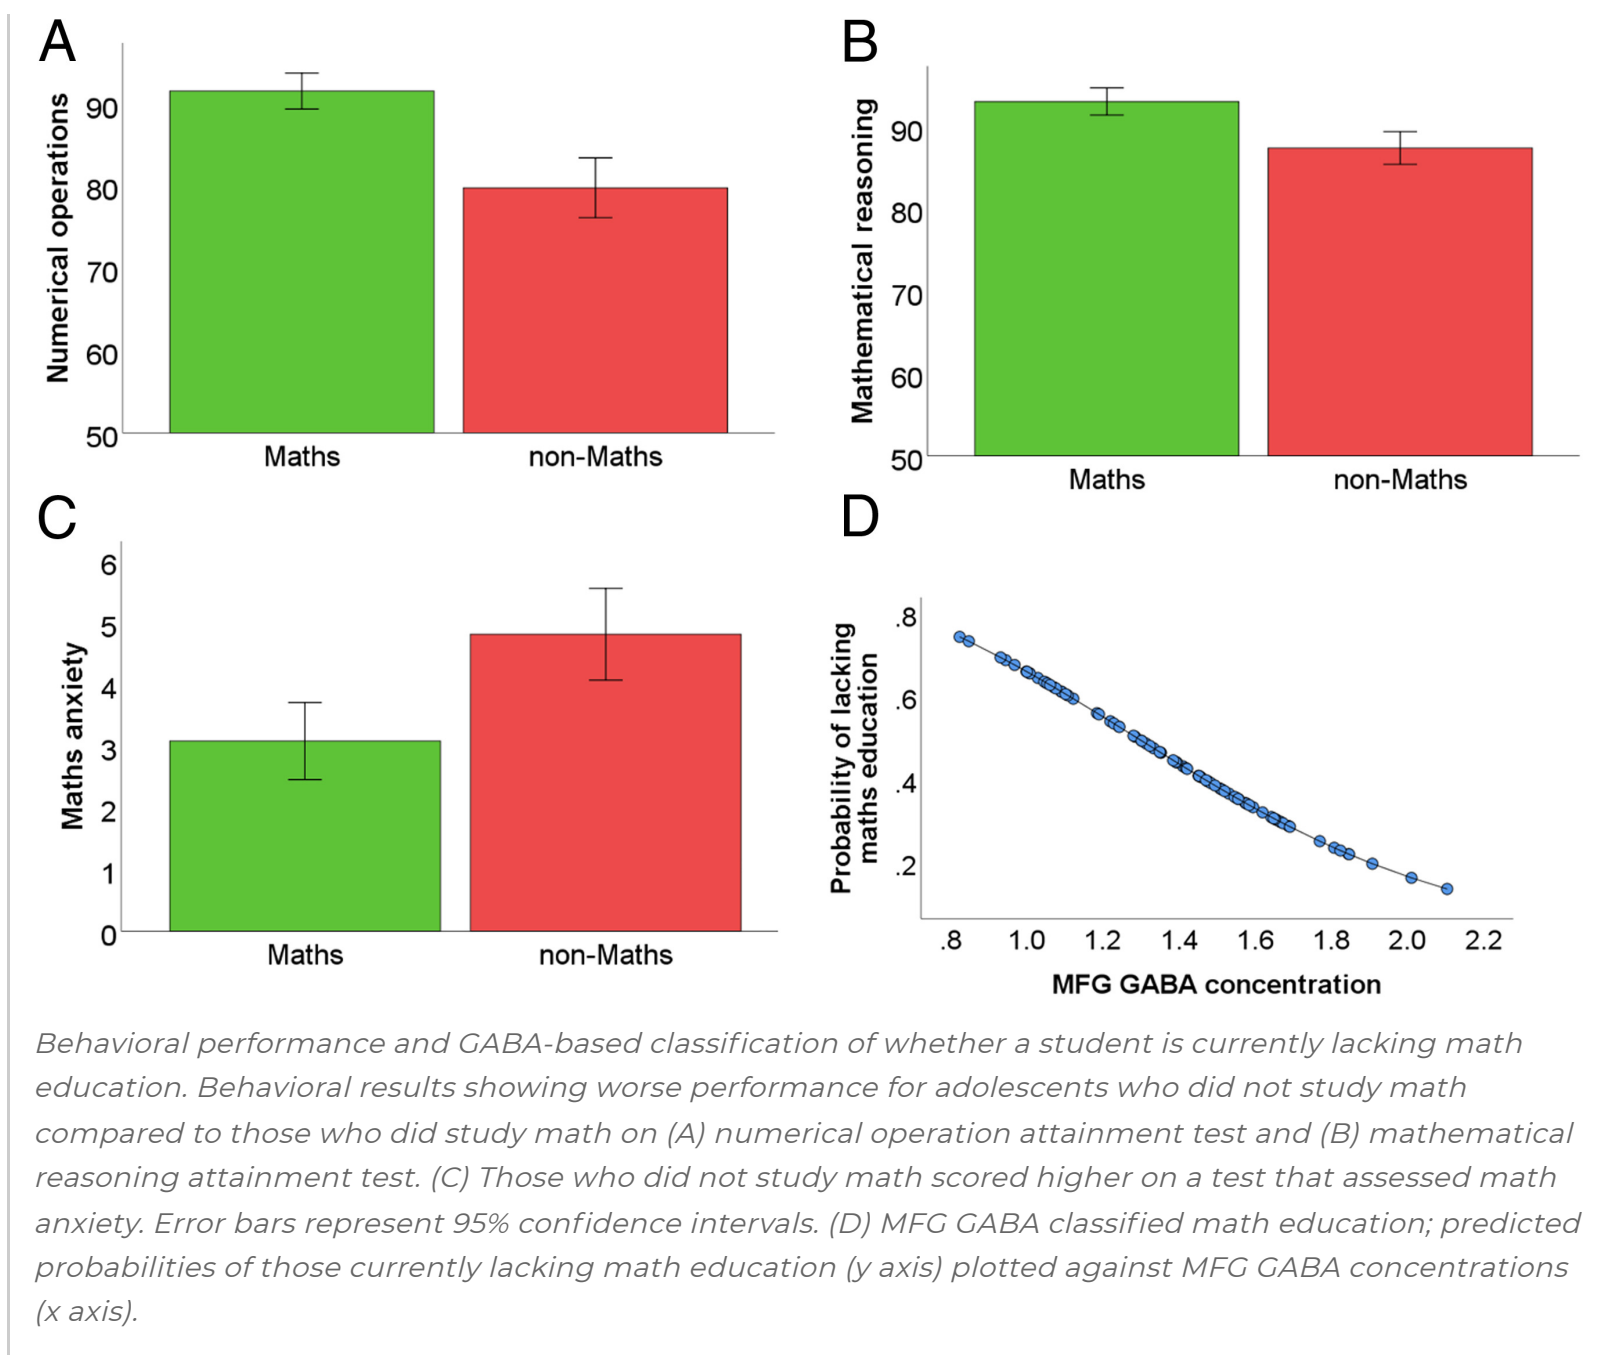 A
Numerical operations
90
80
70
60
50
Maths non-Maths
B
Mathematical reasoning
90
80
70
60
50
Maths non-Maths
C
Maths anxiety
6
5
4
3
2
1
0
Maths non-Maths
D
Probability of lacking
maths education
.8
.6
.4
.2
.8 1.0 1.2 1.4 1.6 1.8 2.0 2.2
MFG GABA concentration
Behavioral performance and GABA-based classification of whether a student is currently lacking math
education. Behavioral results showing worse performance for adolescents who did not study math
compared to those who did study math on (A) numerical operation attainment test and (B) mathematical
reasoning attainment test. (C) Those who did not study math scored higher on a test that assessed math
anxiety. Error bars represent 95% confidence intervals. (D) MFG GABA classified math education; predicted
probabilities of those currently lacking math education (y axis) plotted against MFG GABA concentrations
(x axis).